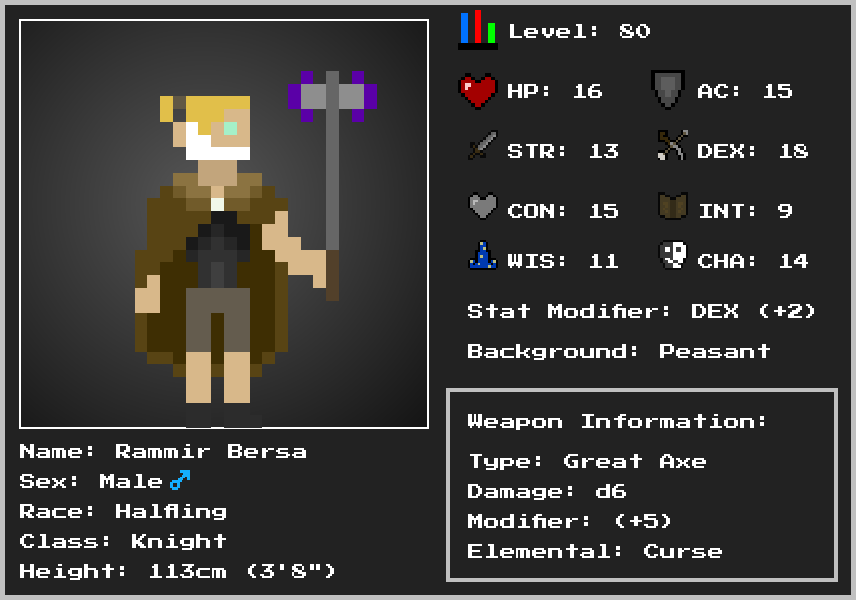 Level: 80
HP: 16
AC: 15
STR: 13
DEX: 18
CON: 15
INT: 9
WIS: 11
CHA: 14
Stat Modifier: DEX (+2)
Background: Peasant
Name: Rammir Bersa
Sex: Male♂
Race: Halfling
Class: Knight
Height: 113cm (3'8")
Weapon Information:
Type: Great Axe
Damage: d6
Modifier: (+5)
Elemental: Curse